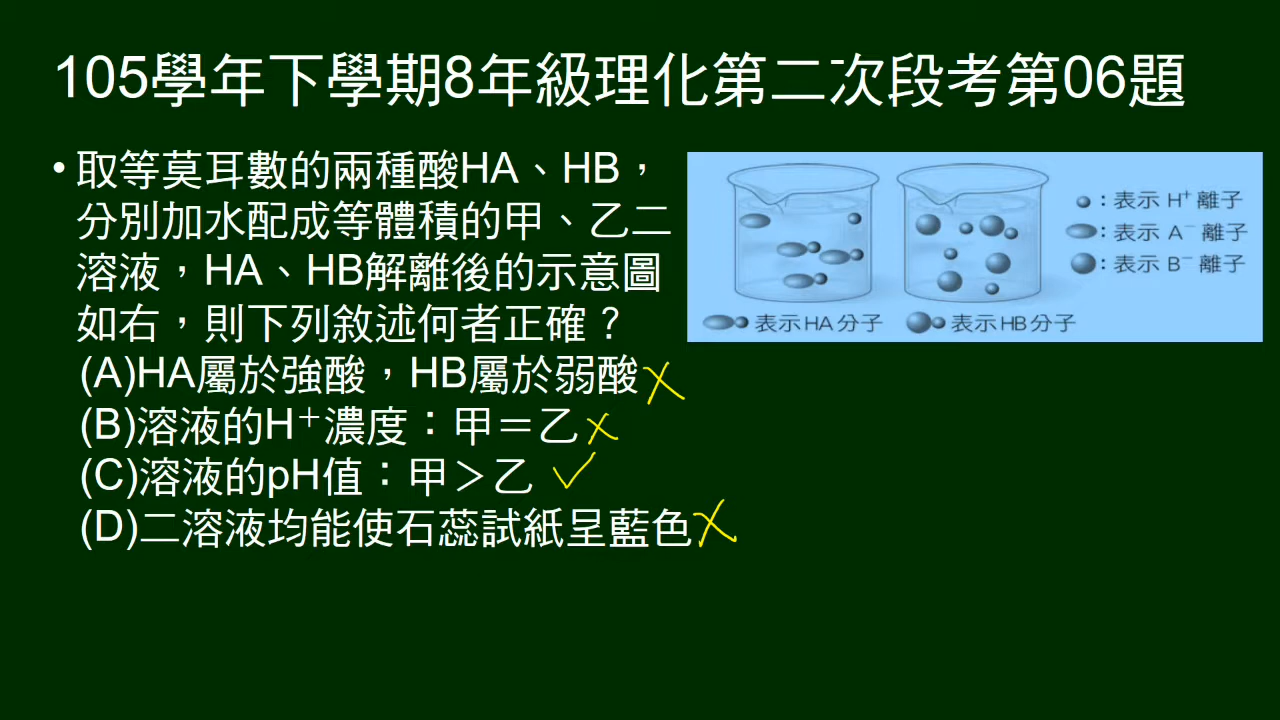 105學年下學期8年級理化第二次段考第06題
• 取等莫耳數的兩種酸HA、HB，
分別加水配成等體積的甲、乙二
溶液，HA、HB解離後的示意圖
如右，則下列敘述何者正確？
(A)HA屬於強酸，HB屬於弱酸
(B)溶液的H⁺濃度：甲＝乙
(C)溶液的pH值：甲＞乙
(D)二溶液均能使石蕊試紙呈藍色
：表示 H⁺ 離子
：表示 A⁻ 離子
：表示 B⁻ 離子
表示HA分子
表示HB分子